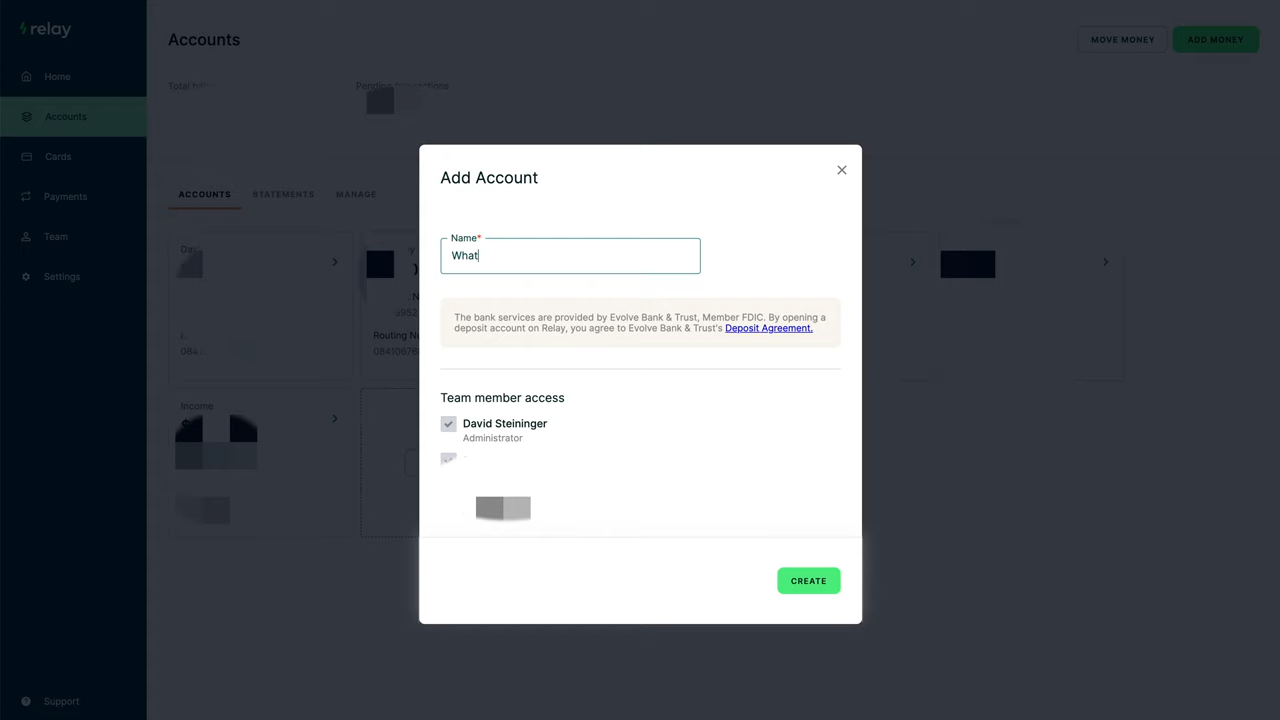 relay
Home
Accounts
Cards
Payments
Team
Settings
Support
Accounts
MOVE MONEY
ADD MONEY
Total
Pending
ACCOUNTS
STATEMENTS
MANAGE
Routing
Income
Add Account
Name*
What
The bank services are provided by Evolve Bank & Trust, Member FDIC. By opening a
deposit account on Relay, you agree to Evolve Bank & Trust's Deposit Agreement.
Team member access
David Steininger
Administrator
CREATE